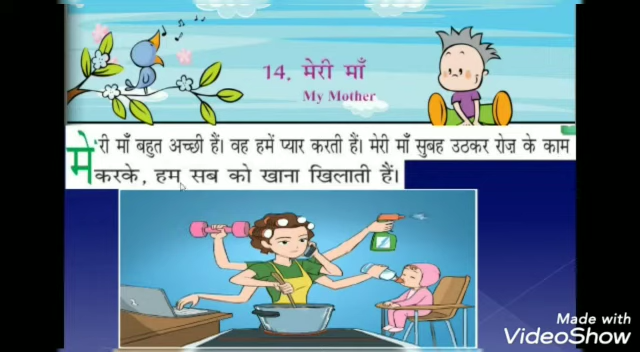 14. मेरी माँ
My Mother
मेरी माँ बहुत अच्छी हैं। वह हमें प्यार करती हैं। मेरी माँ सुबह उठकर रोज़ के काम
करके, हम सब को खाना खिलाती हैं।
Made with
VideoShow